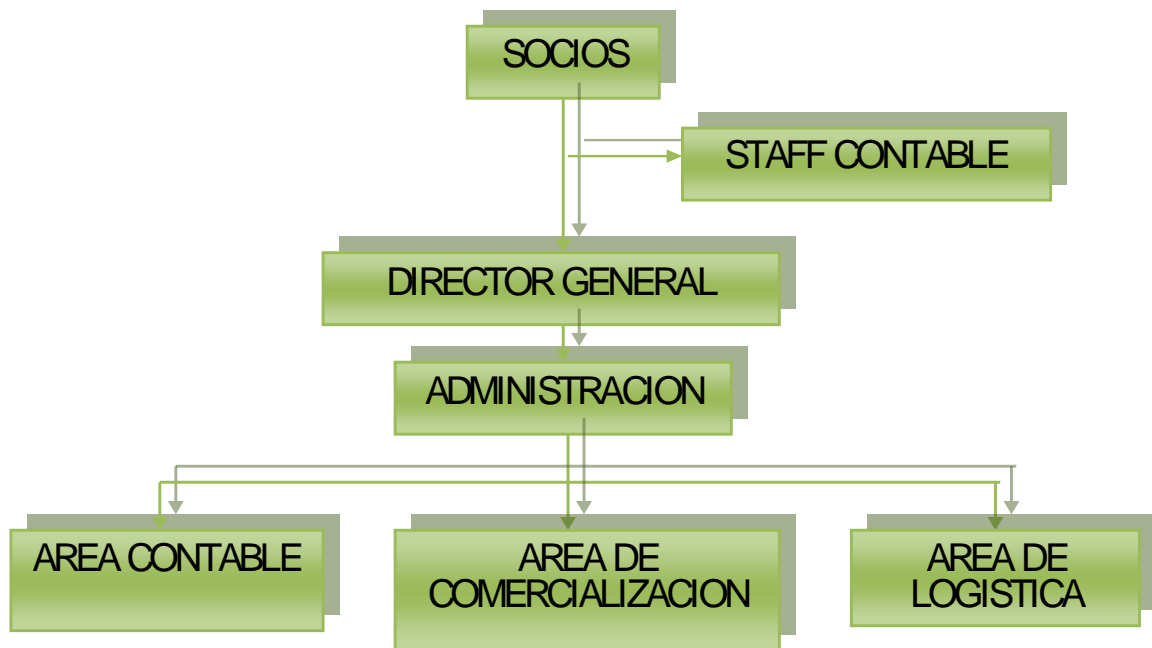 SOCIOS
STAFF CONTABLE
DIRECTOR GENERAL
ADMINISTRACION
AREA CONTABLE
AREA DE
COMERCIALIZACION
AREA DE
LOGISTICA